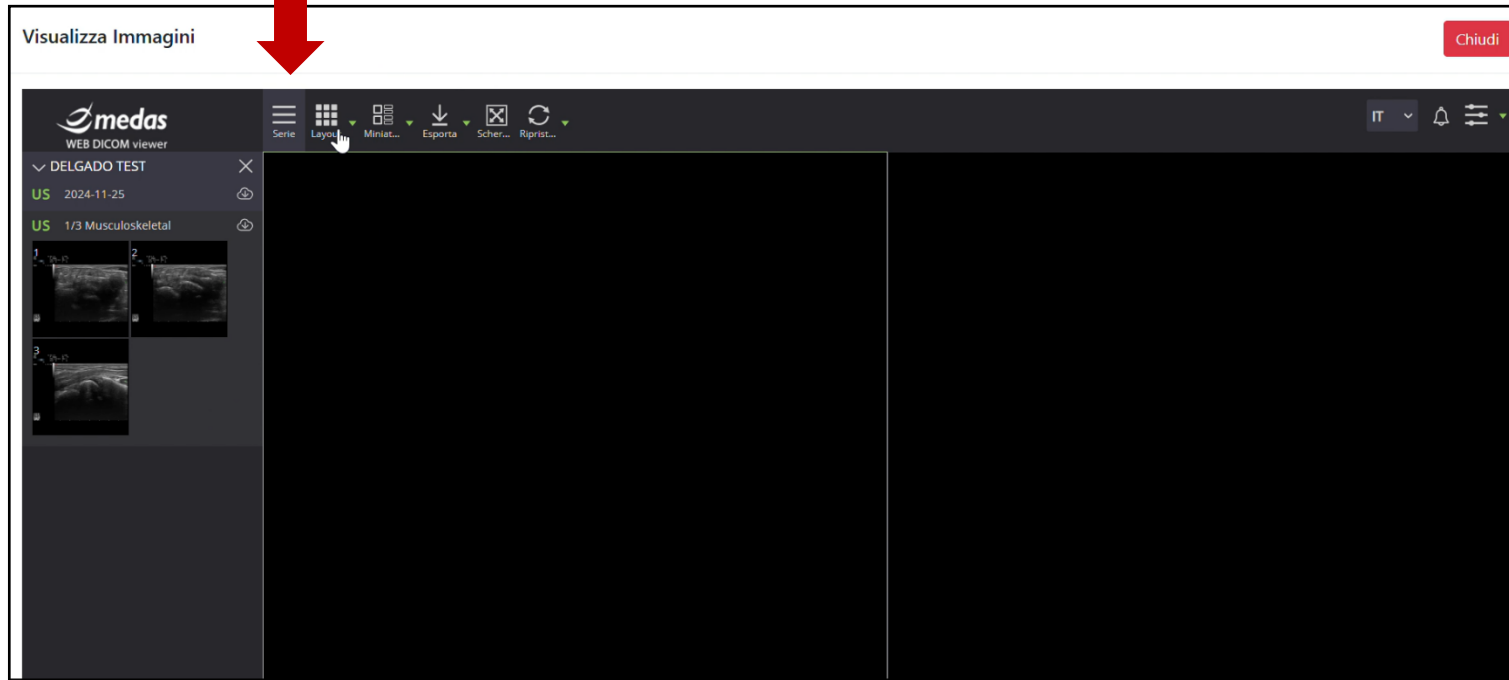 Visualizza Immagini
Chiudi
medas
WEB DICOM viewer
Serie
Layou
Miniat...
Esporta
Scher...
Riprist...
IT
DELGADO TEST
US 2024-11-25
US 1/3 Musculoskeletal
1
2
3